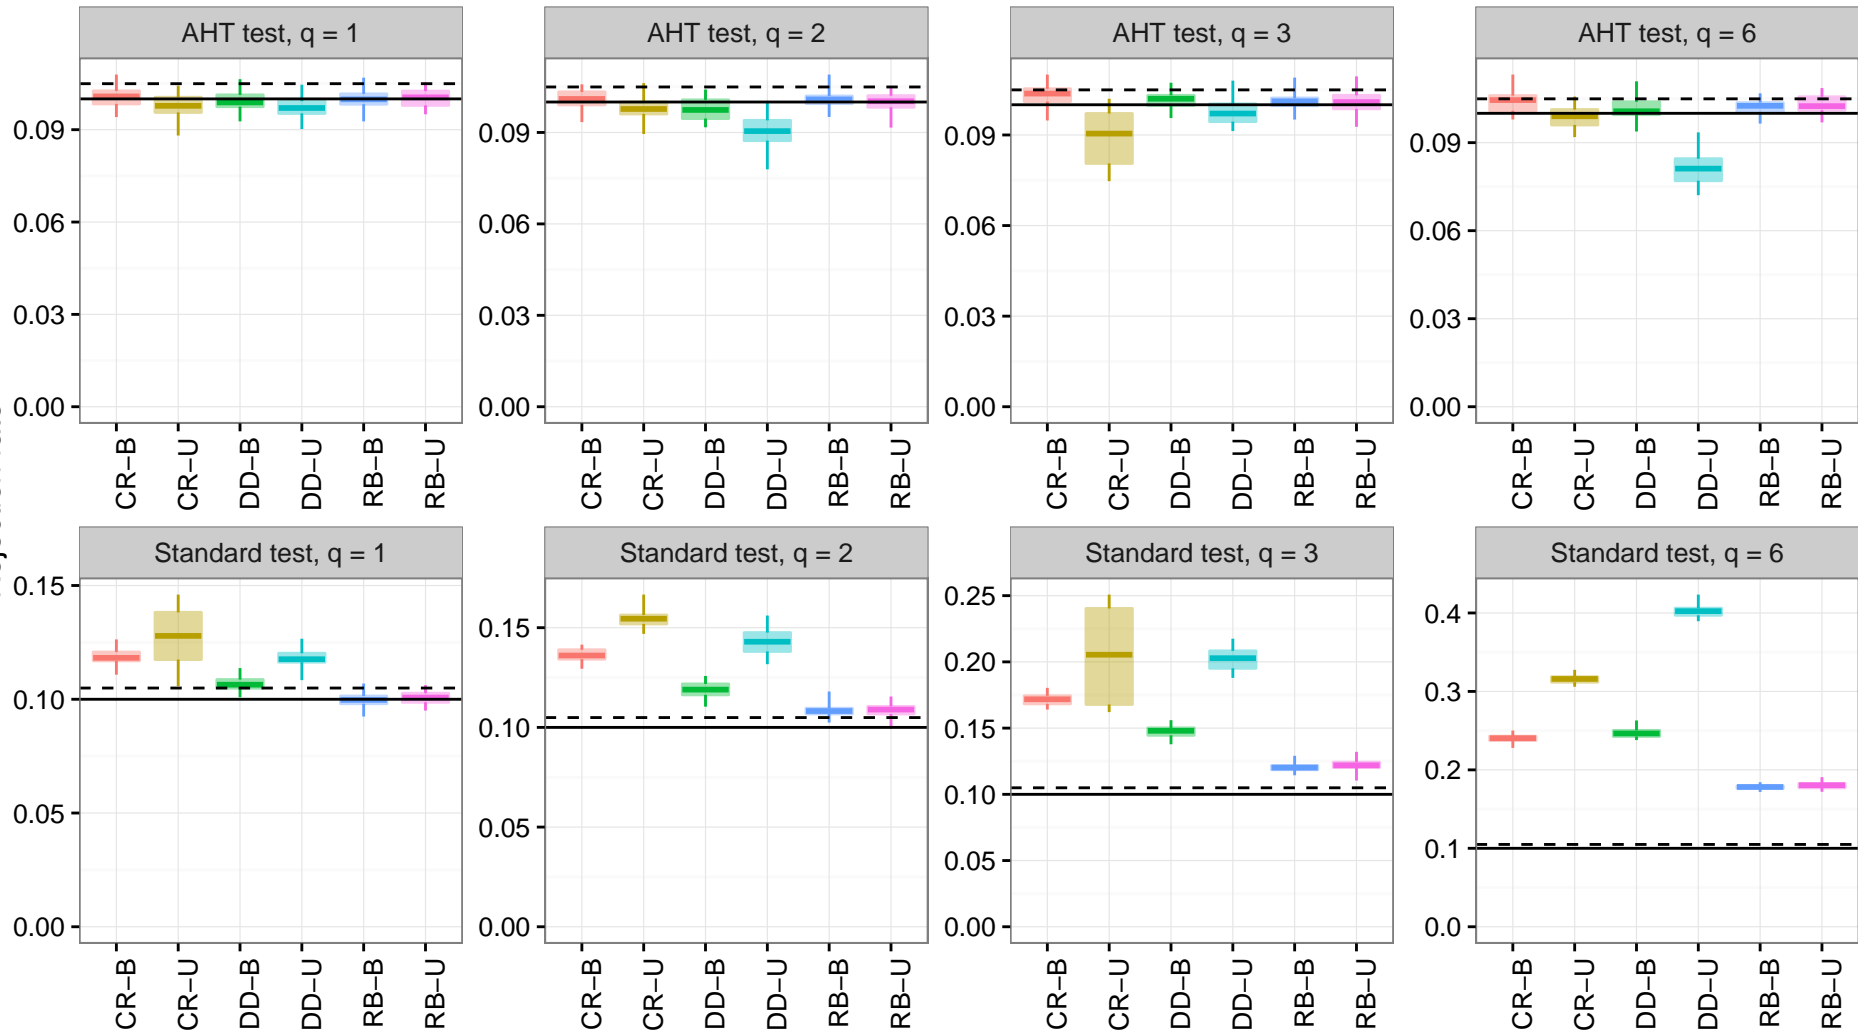 AHT test, q = 1
AHT test, q = 2
AHT test, q = 3
AHT test, q = 6
0.09
0.06
0.03
0.00
0.09
0.06
0.03
0.00
0.09
0.06
0.03
0.00
0.09
0.06
0.03
0.00
CR−B
CR−U
DD−B
DD−U
RB−B
RB−U
CR−B
CR−U
DD−B
DD−U
RB−B
RB−U
CR−B
CR−U
DD−B
DD−U
RB−B
RB−U
CR−B
CR−U
DD−B
DD−U
RB−B
RB−U
Standard test, q = 1
Standard test, q = 2
Standard test, q = 3
Standard test, q = 6
0.15
0.10
0.05
0.00
0.15
0.10
0.05
0.00
0.25
0.20
0.15
0.10
0.05
0.00
0.4
0.3
0.2
0.1
0.0
CR−B
CR−U
DD−B
DD−U
RB−B
RB−U
CR−B
CR−U
DD−B
DD−U
RB−B
RB−U
CR−B
CR−U
DD−B
DD−U
RB−B
RB−U
CR−B
CR−U
DD−B
DD−U
RB−B
RB−U